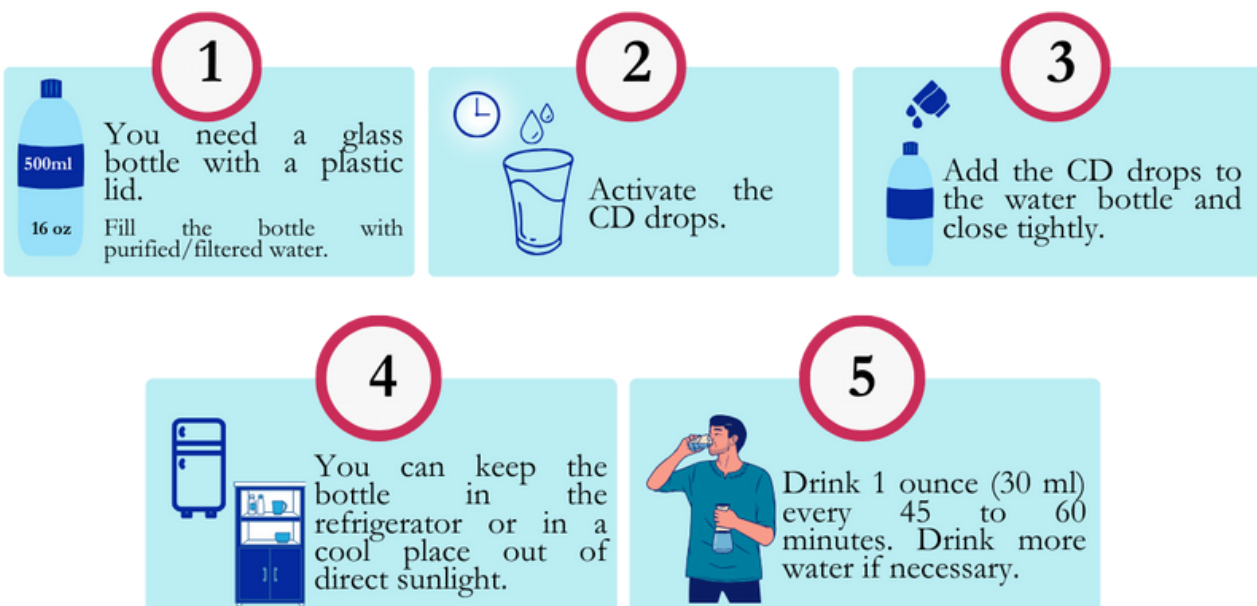 1
You need a glass
bottle with a plastic
lid.
Fill the bottle with
purified/filtered water.
500ml
16 oz
2
Activate the
CD drops.
3
Add the CD drops to
the water bottle and
close tightly.
4
You can keep the
bottle in the
refrigerator or in a
cool place out of
direct sunlight.
5
Drink 1 ounce (30 ml)
every 45 to 60
minutes. Drink more
water if necessary.